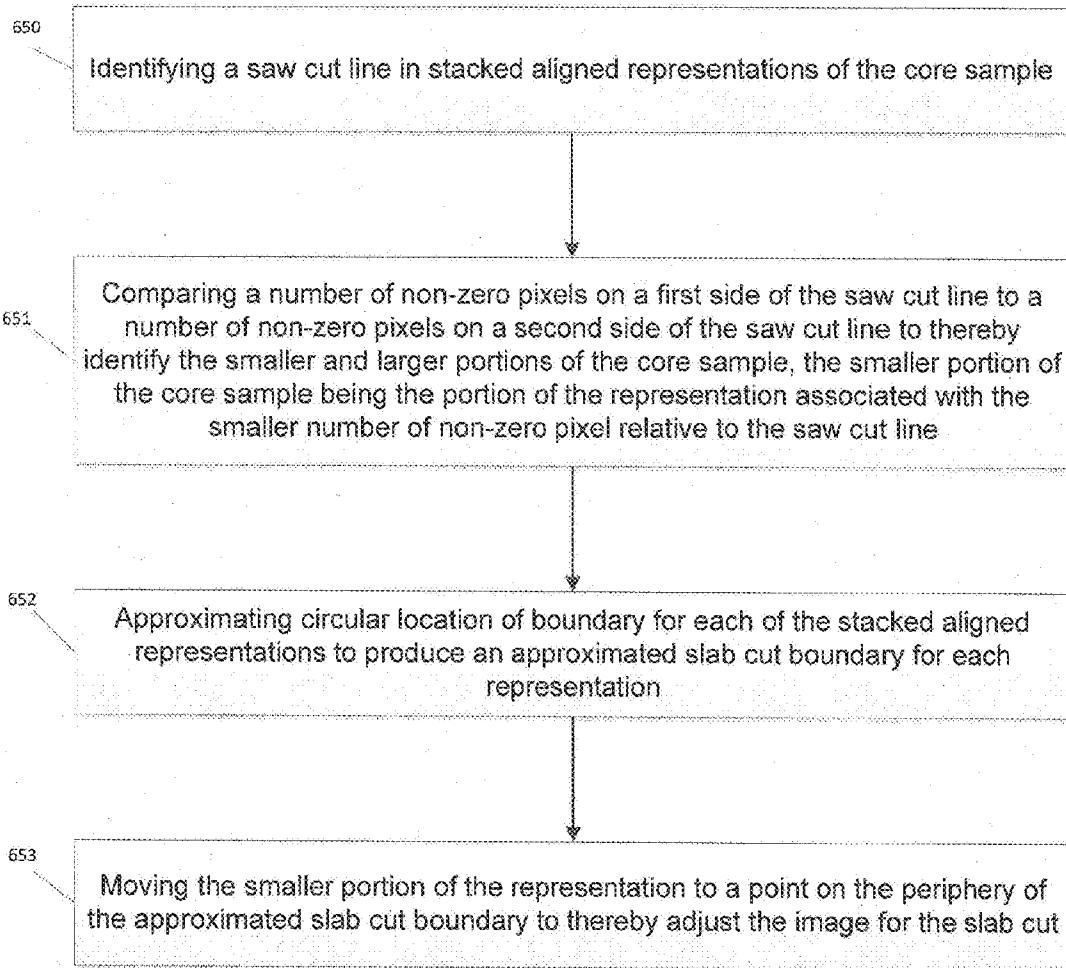 650
Identifying a saw cut line in stacked aligned representations of the core sample
651
Comparing a number of non-zero pixels on a first side of the saw cut line to a
number of non-zero pixels on a second side of the saw cut line to thereby
identify the smaller and larger portions of the core sample, the smaller portion of
the core sample being the portion of the representation associated with the
smaller number of non-zero pixel relative to the saw cut line
652
Approximating circular location of boundary for each of the stacked aligned
representations to produce an approximated slab cut boundary for each
representation
653
Moving the smaller portion of the representation to a point on the periphery of
the approximated slab cut boundary to thereby adjust the image for the slab cut